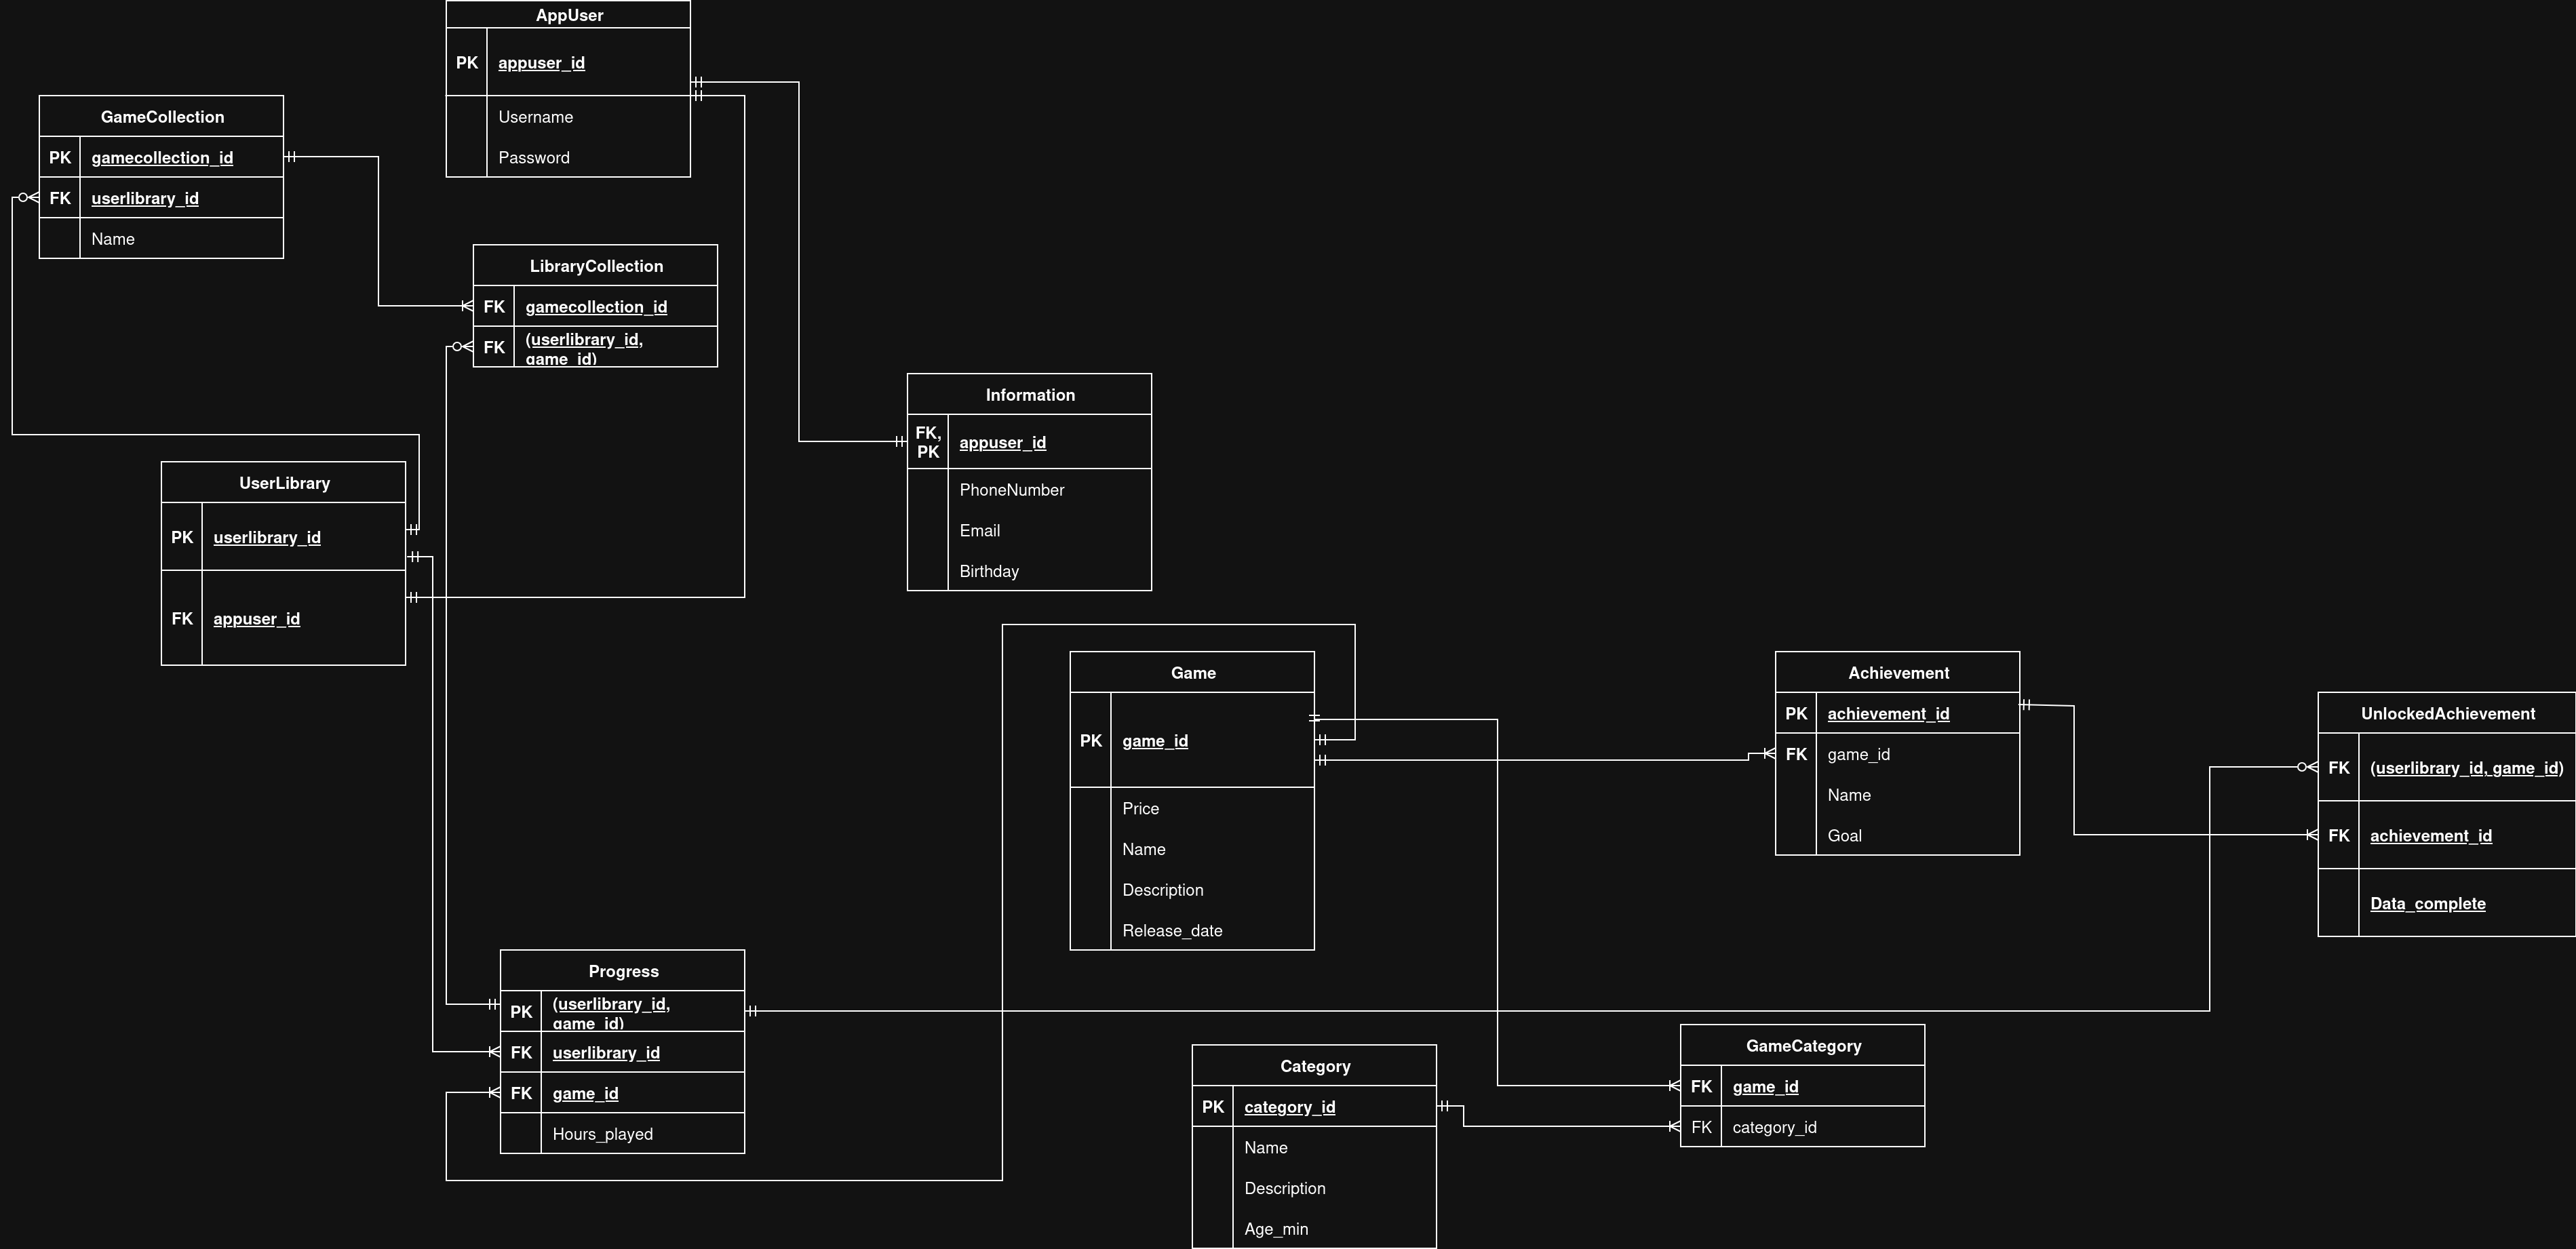 AppUser
PK
appuser_id
Username
Password
GameCollection
PK
gamecollection_id
FK
userlibrary_id
Name
LibraryCollection
FK
gamecollection_id
FK
(userlibrary_id,
game_id)
Information
FK,
PK
appuser_id
PhoneNumber
Email
Birthday
UserLibrary
PK
userlibrary_id
FK
appuser_id
Game
PK
game_id
Price
Name
Description
Release_date
Achievement
PK
achievement_id
FK
game_id
Name
Goal
UnlockedAchievement
FK
(userlibrary_id, game_id)
FK
achievement_id
Data_complete
Progress
PK
(userlibrary_id,
game_id)
FK
userlibrary_id
FK
game_id
Hours_played
Category
PK
category_id
Name
Description
Age_min
GameCategory
FK
game_id
FK
category_id